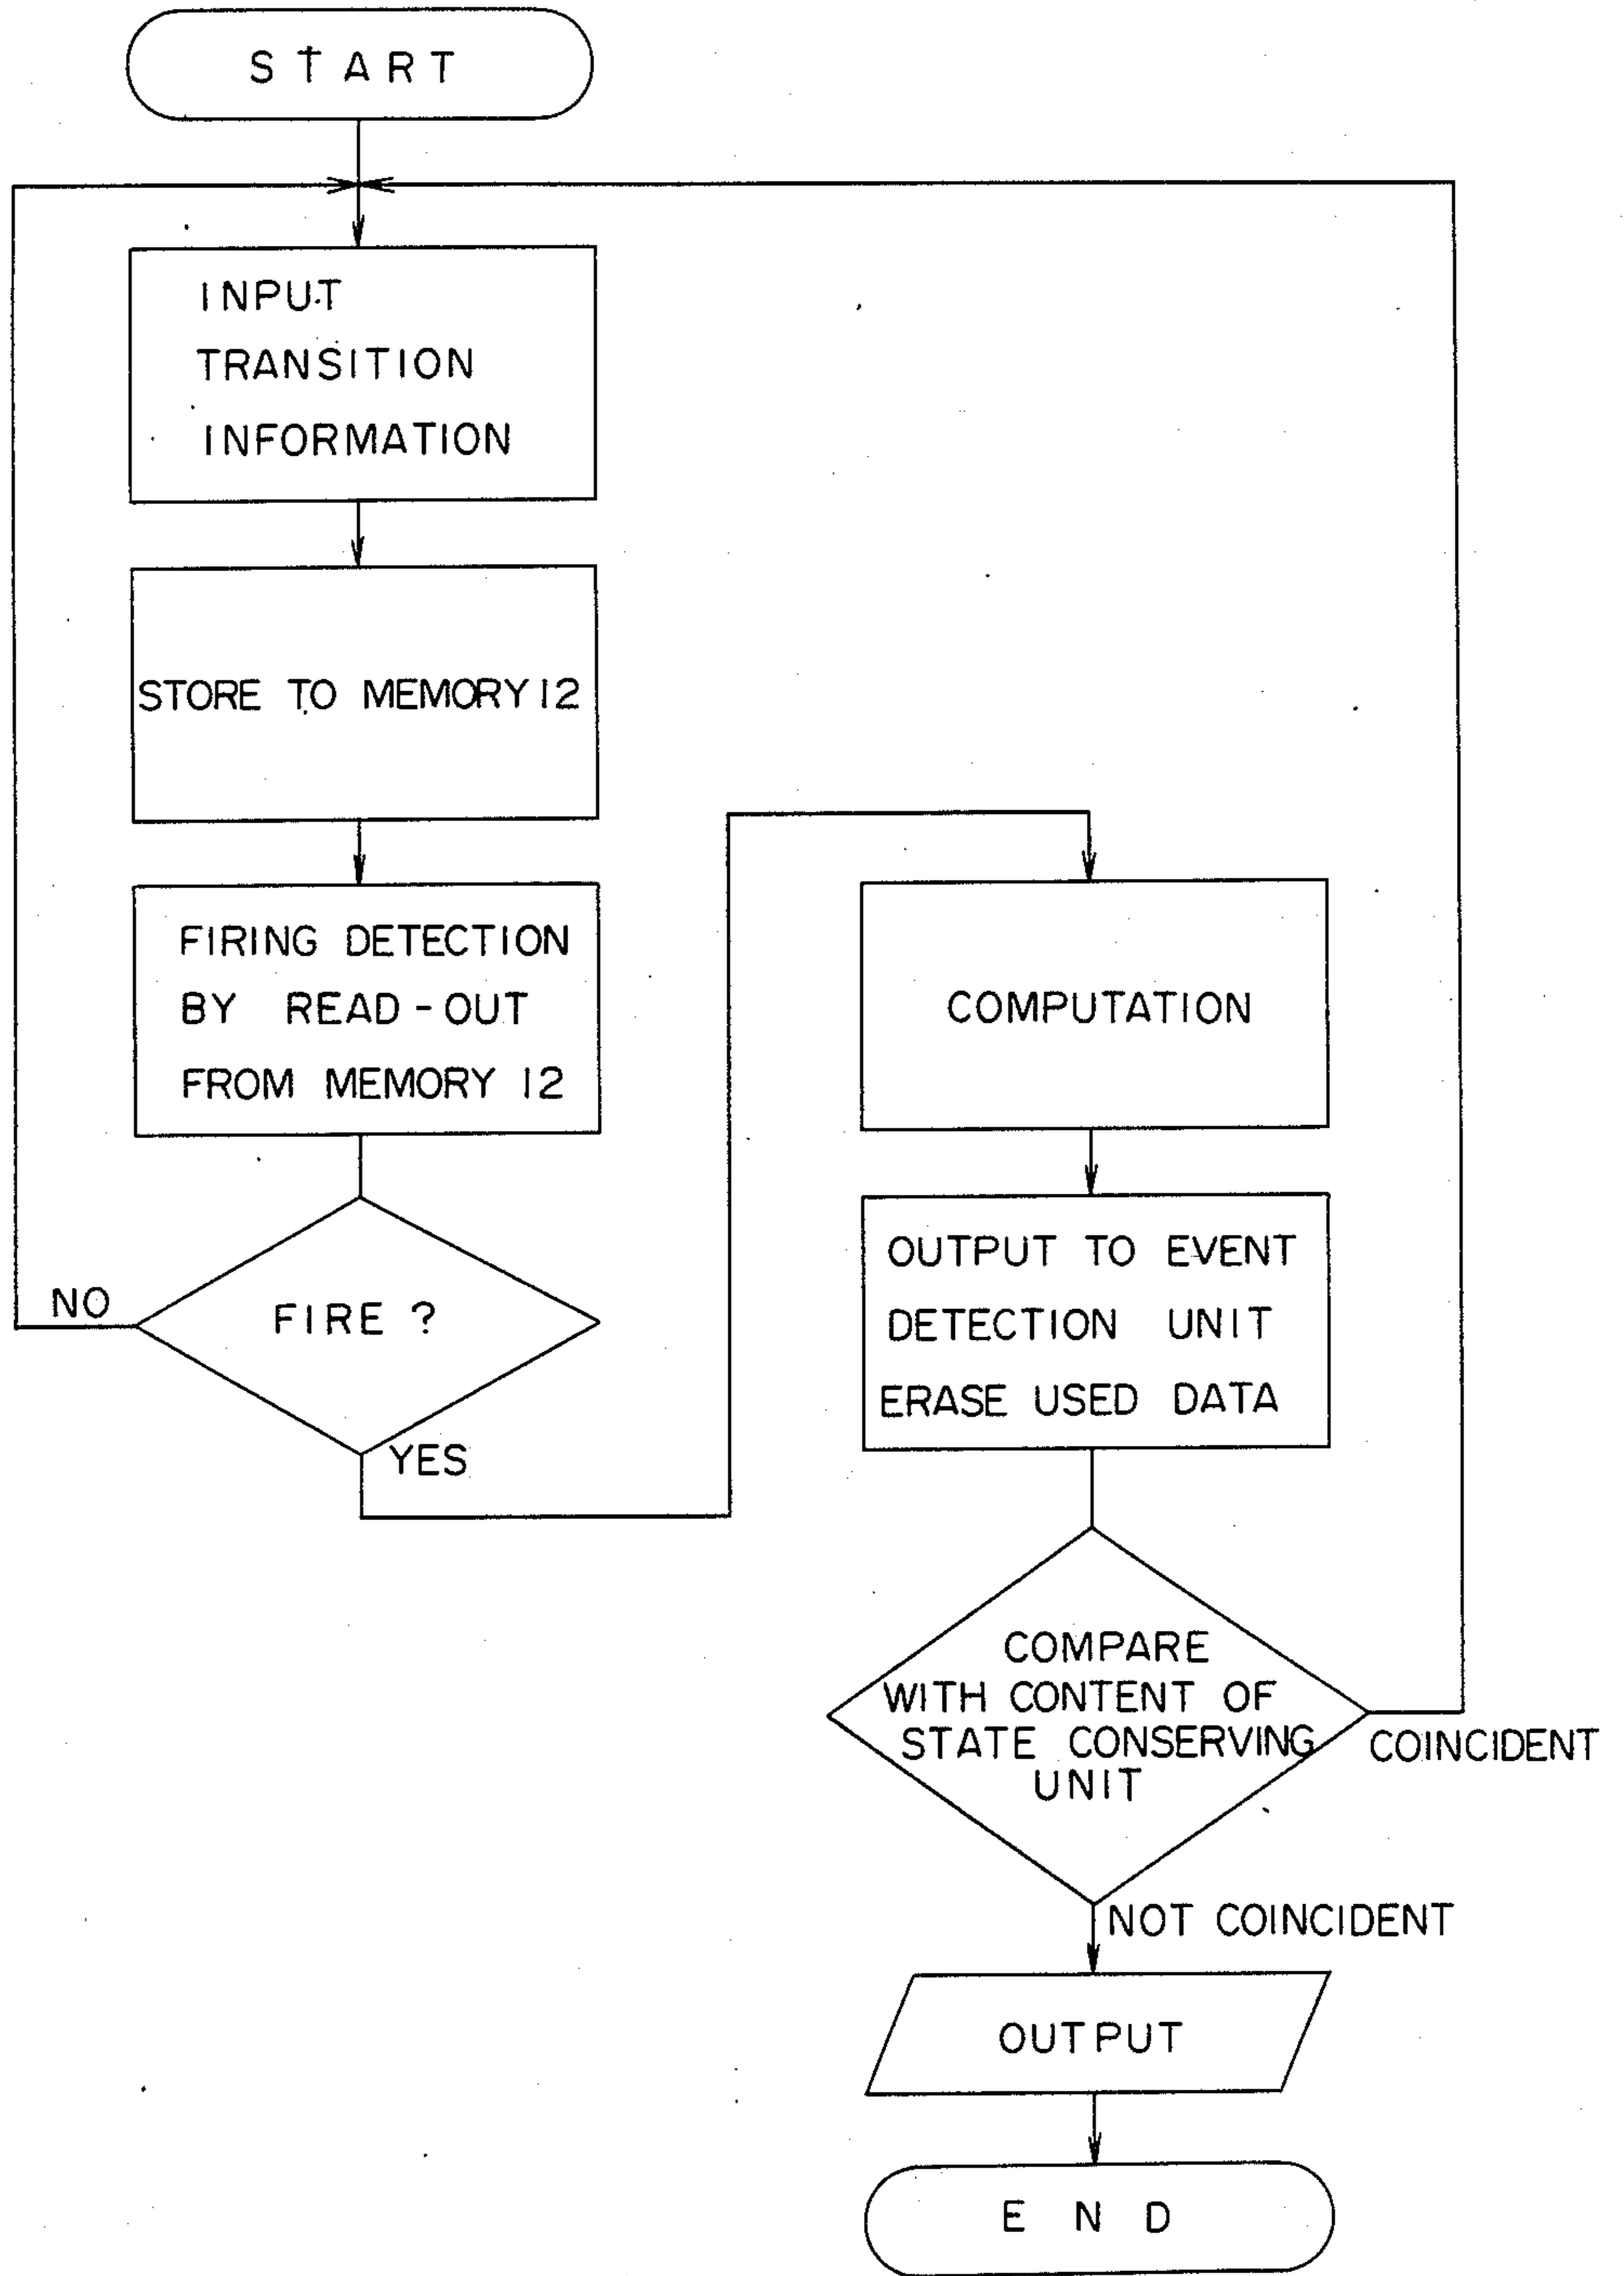 START
INPUT
TRANSITION
INFORMATION
STORE TO MEMORY 12
FIRING DETECTION
BY READ-OUT
FROM MEMORY 12
FIRE ?
NO
YES
COMPUTATION
OUTPUT TO EVENT
DETECTION UNIT
ERASE USED DATA
COMPARE
WITH CONTENT OF
STATE CONSERVING
UNIT
COINCIDENT
NOT COINCIDENT
OUTPUT
END